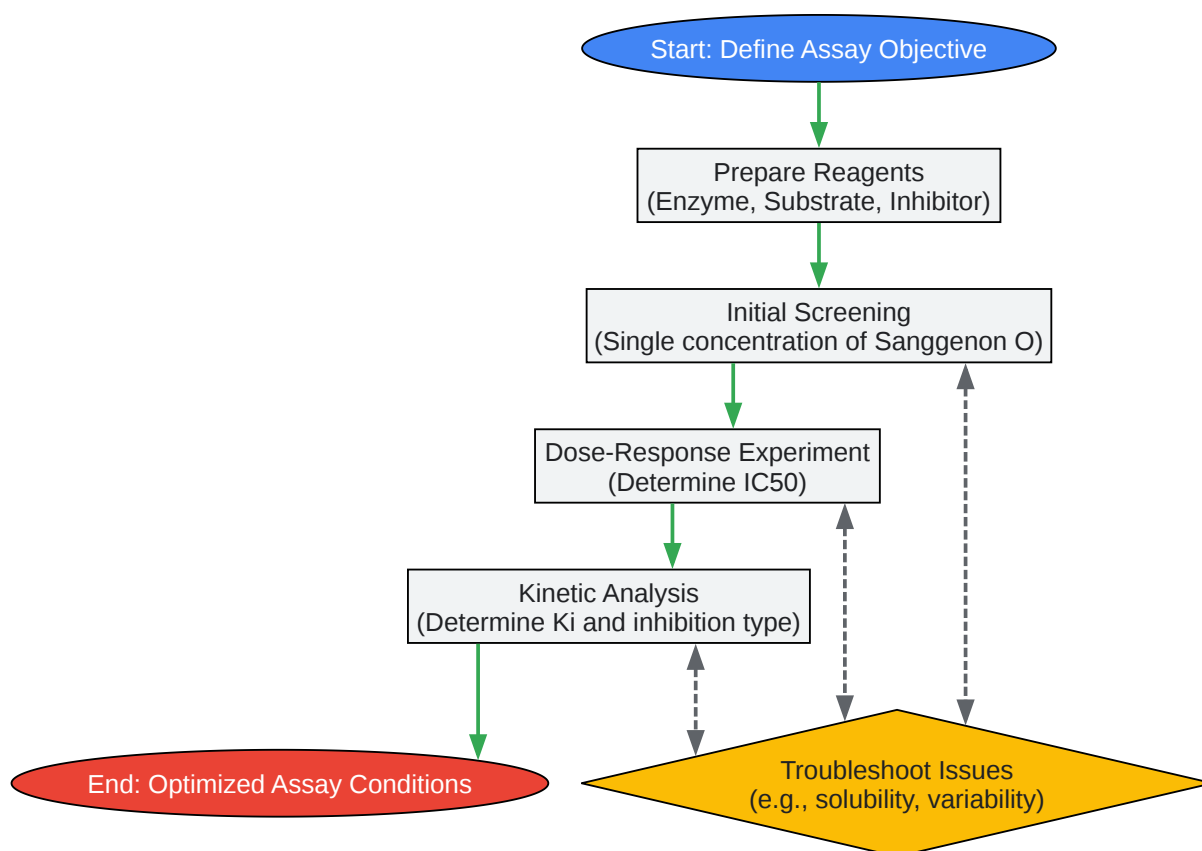 Start: Define Assay Objective
Prepare Reagents
(Enzyme, Substrate, Inhibitor)
Initial Screening
(Single concentration of Sanggenon O)
Dose-Response Experiment
(Determine IC50)
Kinetic Analysis
(Determine Ki and inhibition type)
End: Optimized Assay Conditions
Troubleshoot Issues
(e.g., solubility, variability)